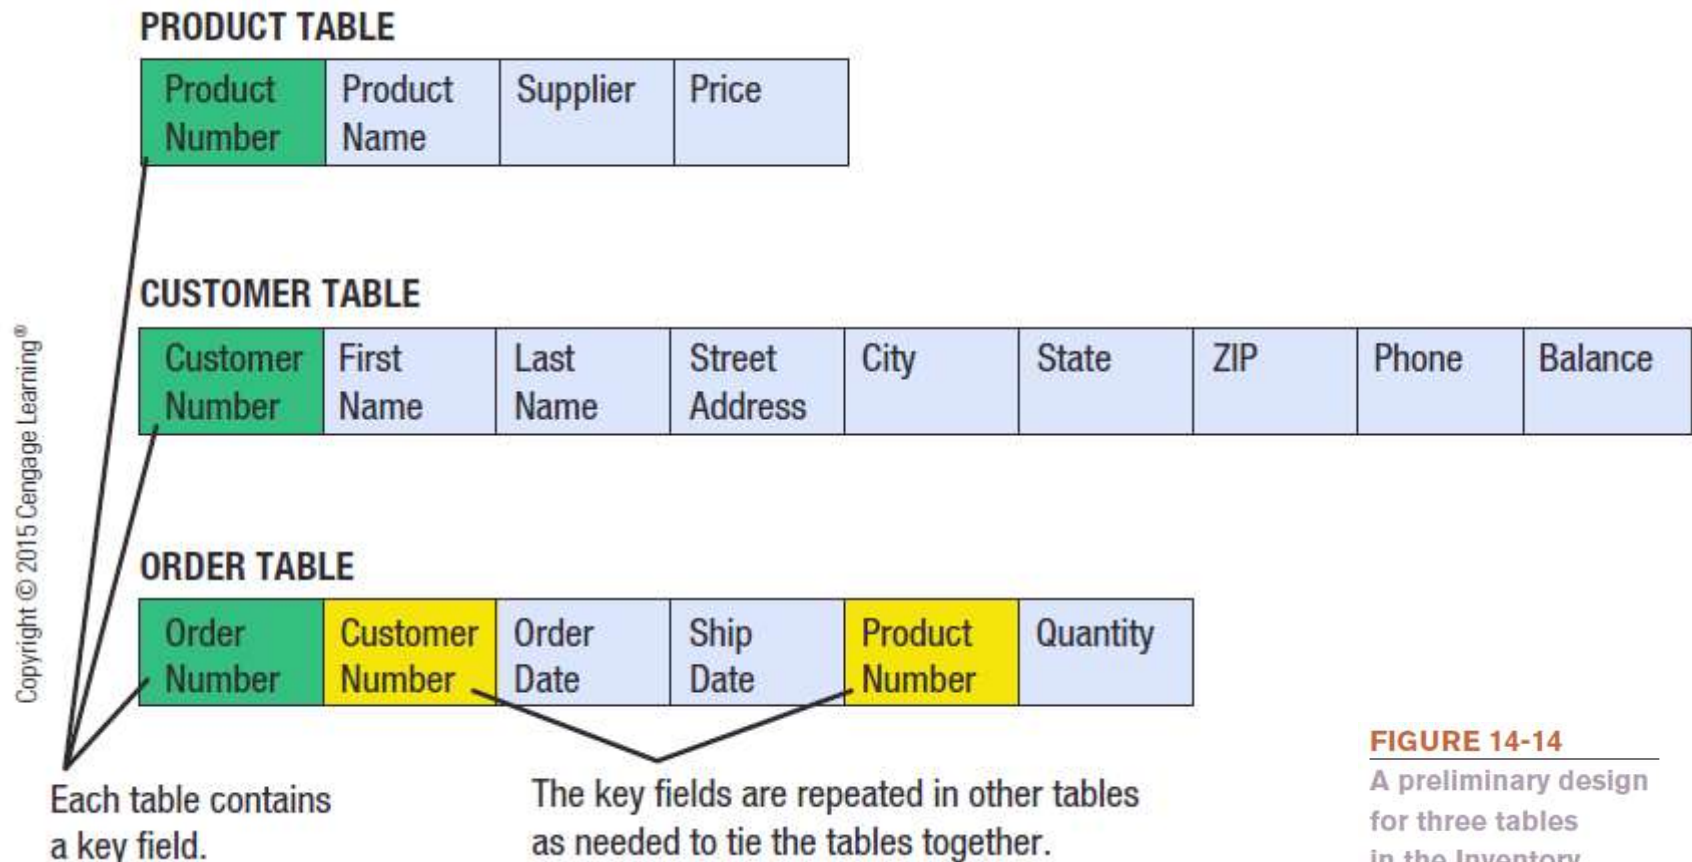 PRODUCT TABLE
Product Number
Product Name
Supplier
Price
CUSTOMER TABLE
Customer Number
First Name
Last Name
Street Address
City
State
ZIP
Phone
Balance
ORDER TABLE
Order Number
Customer Number
Order Date
Ship Date
Product Number
Quantity
Each table contains
a key field.
The key fields are repeated in other tables
as needed to tie the tables together.
FIGURE 14-14
A preliminary design
for three tables
in the Inventory
Copyright © 2015 Cengage Learning®